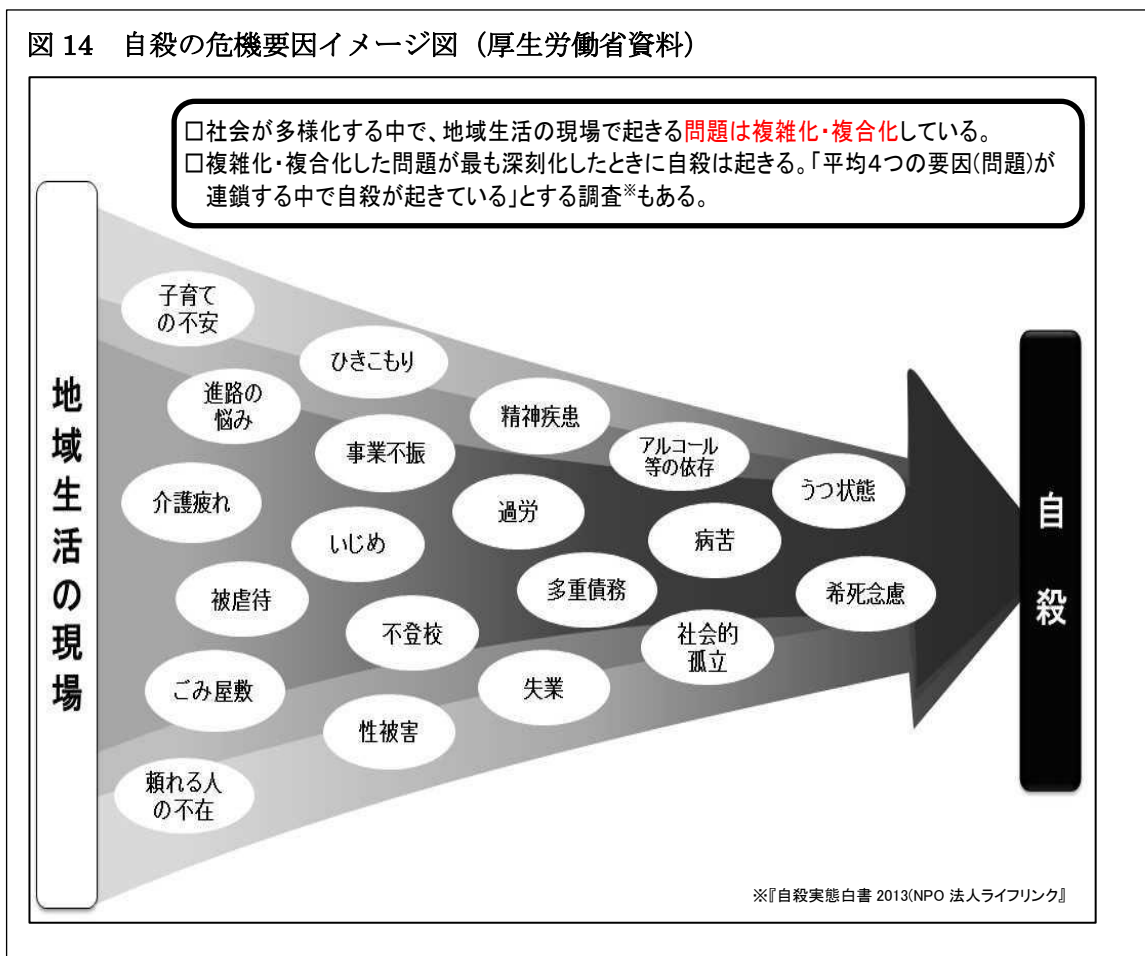 図 14 自殺の危機要因イメージ図（厚生労働省資料）
□社会が多様化する中で、地域生活の現場で起きる問題は複雑化・複合化している。
□複雑化・複合化した問題が最も深刻化したときに自殺は起きる。「平均４つの要因(問題)が
連鎖する中で自殺が起きている」とする調査※もある。
地域生活の現場
子育て
の不安
ひきこもり
進路の
悩み
精神疾患
事業不振
アルコール
等の依存
うつ状態
介護疲れ
過労
いじめ
病苦
被虐待
多重債務
希死念慮
不登校
社会的
孤立
ごみ屋敷
失業
性被害
頼れる人
の不在
自殺
※『自殺実態白書 2013(NPO 法人ライフリンク』